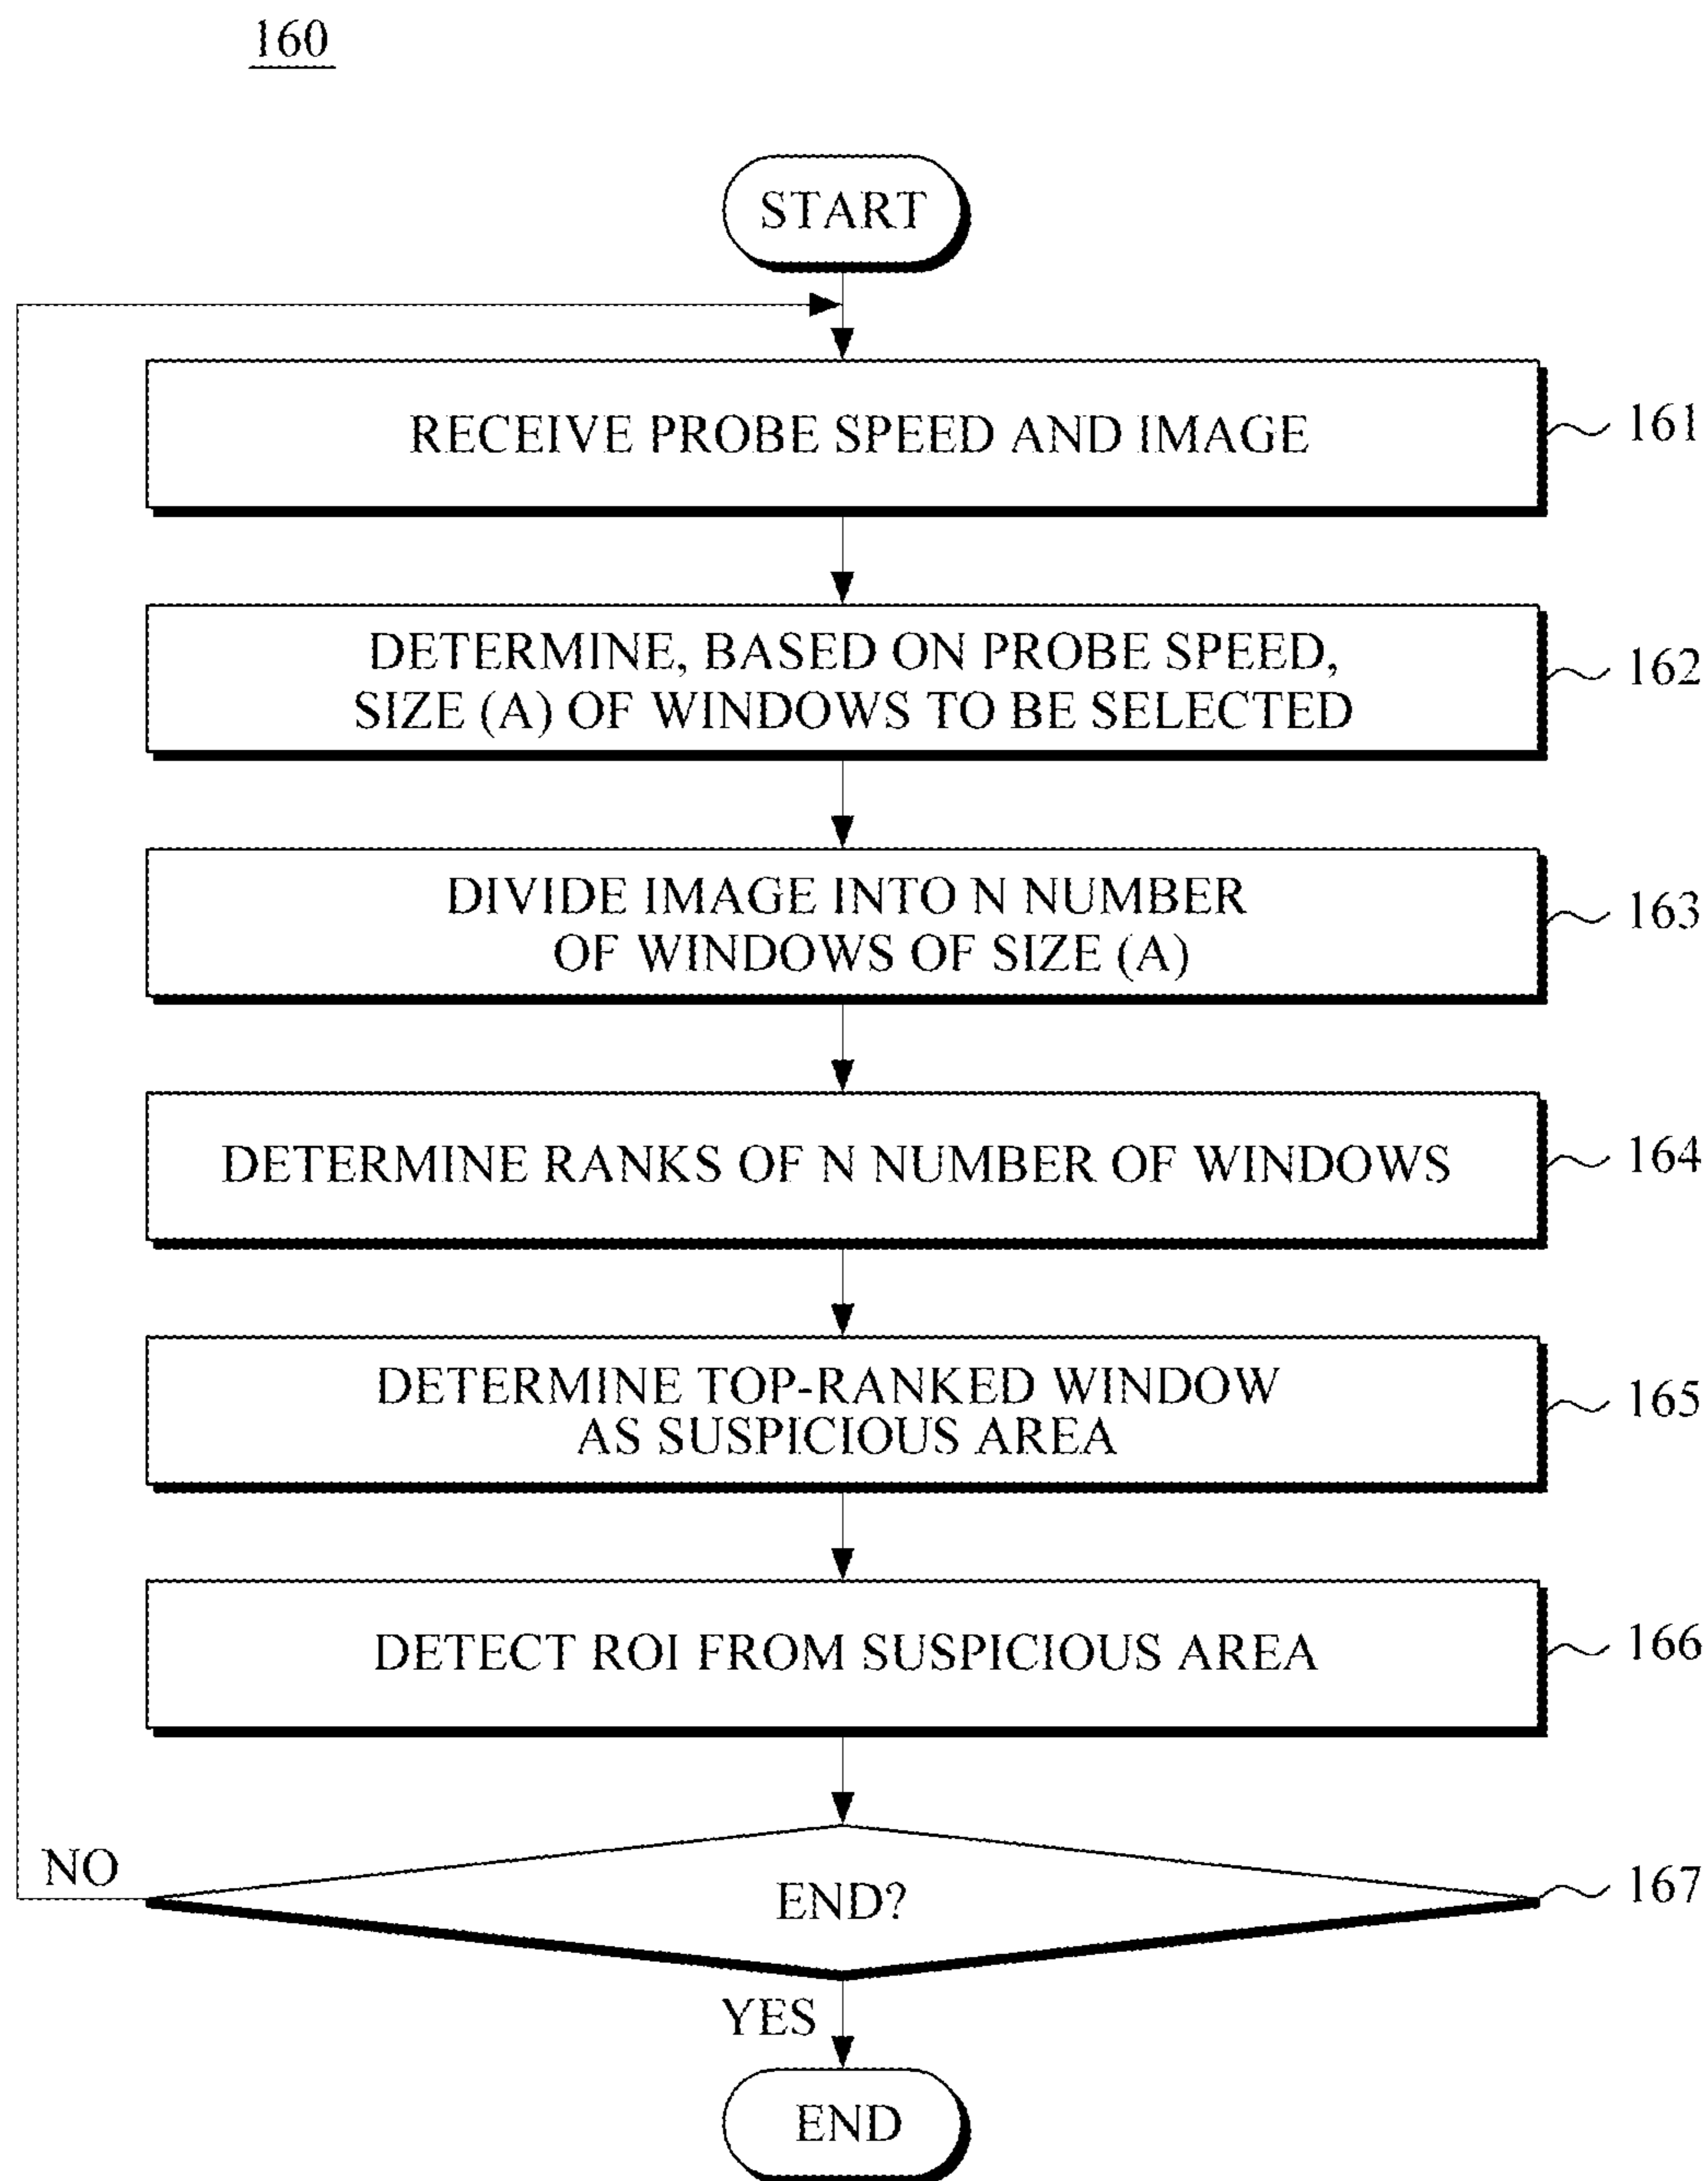 160
START
RECEIVE PROBE SPEED AND IMAGE
161
DETERMINE, BASED ON PROBE SPEED,
SIZE (A) OF WINDOWS TO BE SELECTED
162
DIVIDE IMAGE INTO N NUMBER
OF WINDOWS OF SIZE (A)
163
DETERMINE RANKS OF N NUMBER OF WINDOWS
164
DETERMINE TOP-RANKED WINDOW
AS SUSPICIOUS AREA
165
DETECT ROI FROM SUSPICIOUS AREA
166
NO
END?
167
YES
END